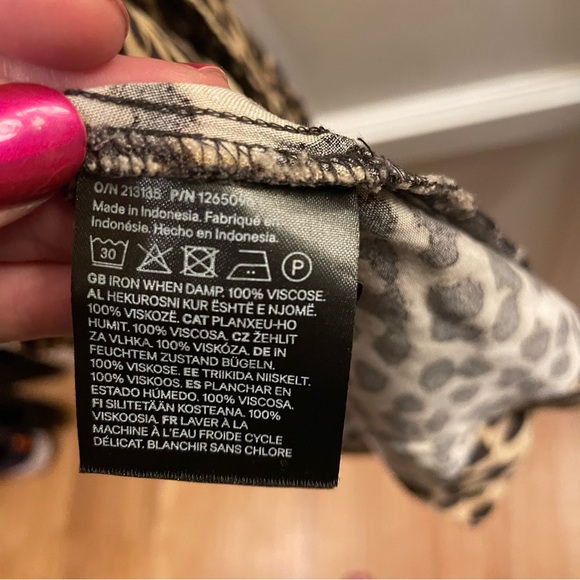 O/N 213135 P/N 126509
Made in Indonesia. Fabriqué en
Indonésie. Hecho en Indonesia.
30 P
GB IRON WHEN DAMP. 100% VISCOSE.
AL HEKUROSNI KUR ËSHTË E NJOMË.
100% VISKOZË. CAT PLANXEU-HO
HUMIT. 100% VISCOSA. CZ ŽEHLIT
ZA VLHKA. 100% VISKÓZA. DE IN
FEUCHTEM ZUSTAND BÜGELN.
100% VISKOSE. EE TRIIKIDA NIISKELT.
100% VISKOOS. ES PLANCHAR EN
ESTADO HÚMEDO. 100% VISCOSA.
FI SILITETÄÄN KOSTEANA. 100%
VISKOOSIA. FR LAVER À LA
MACHINE À L'EAU FROIDE CYCLE
DÉLICAT. BLANCHIR SANS CHLORE